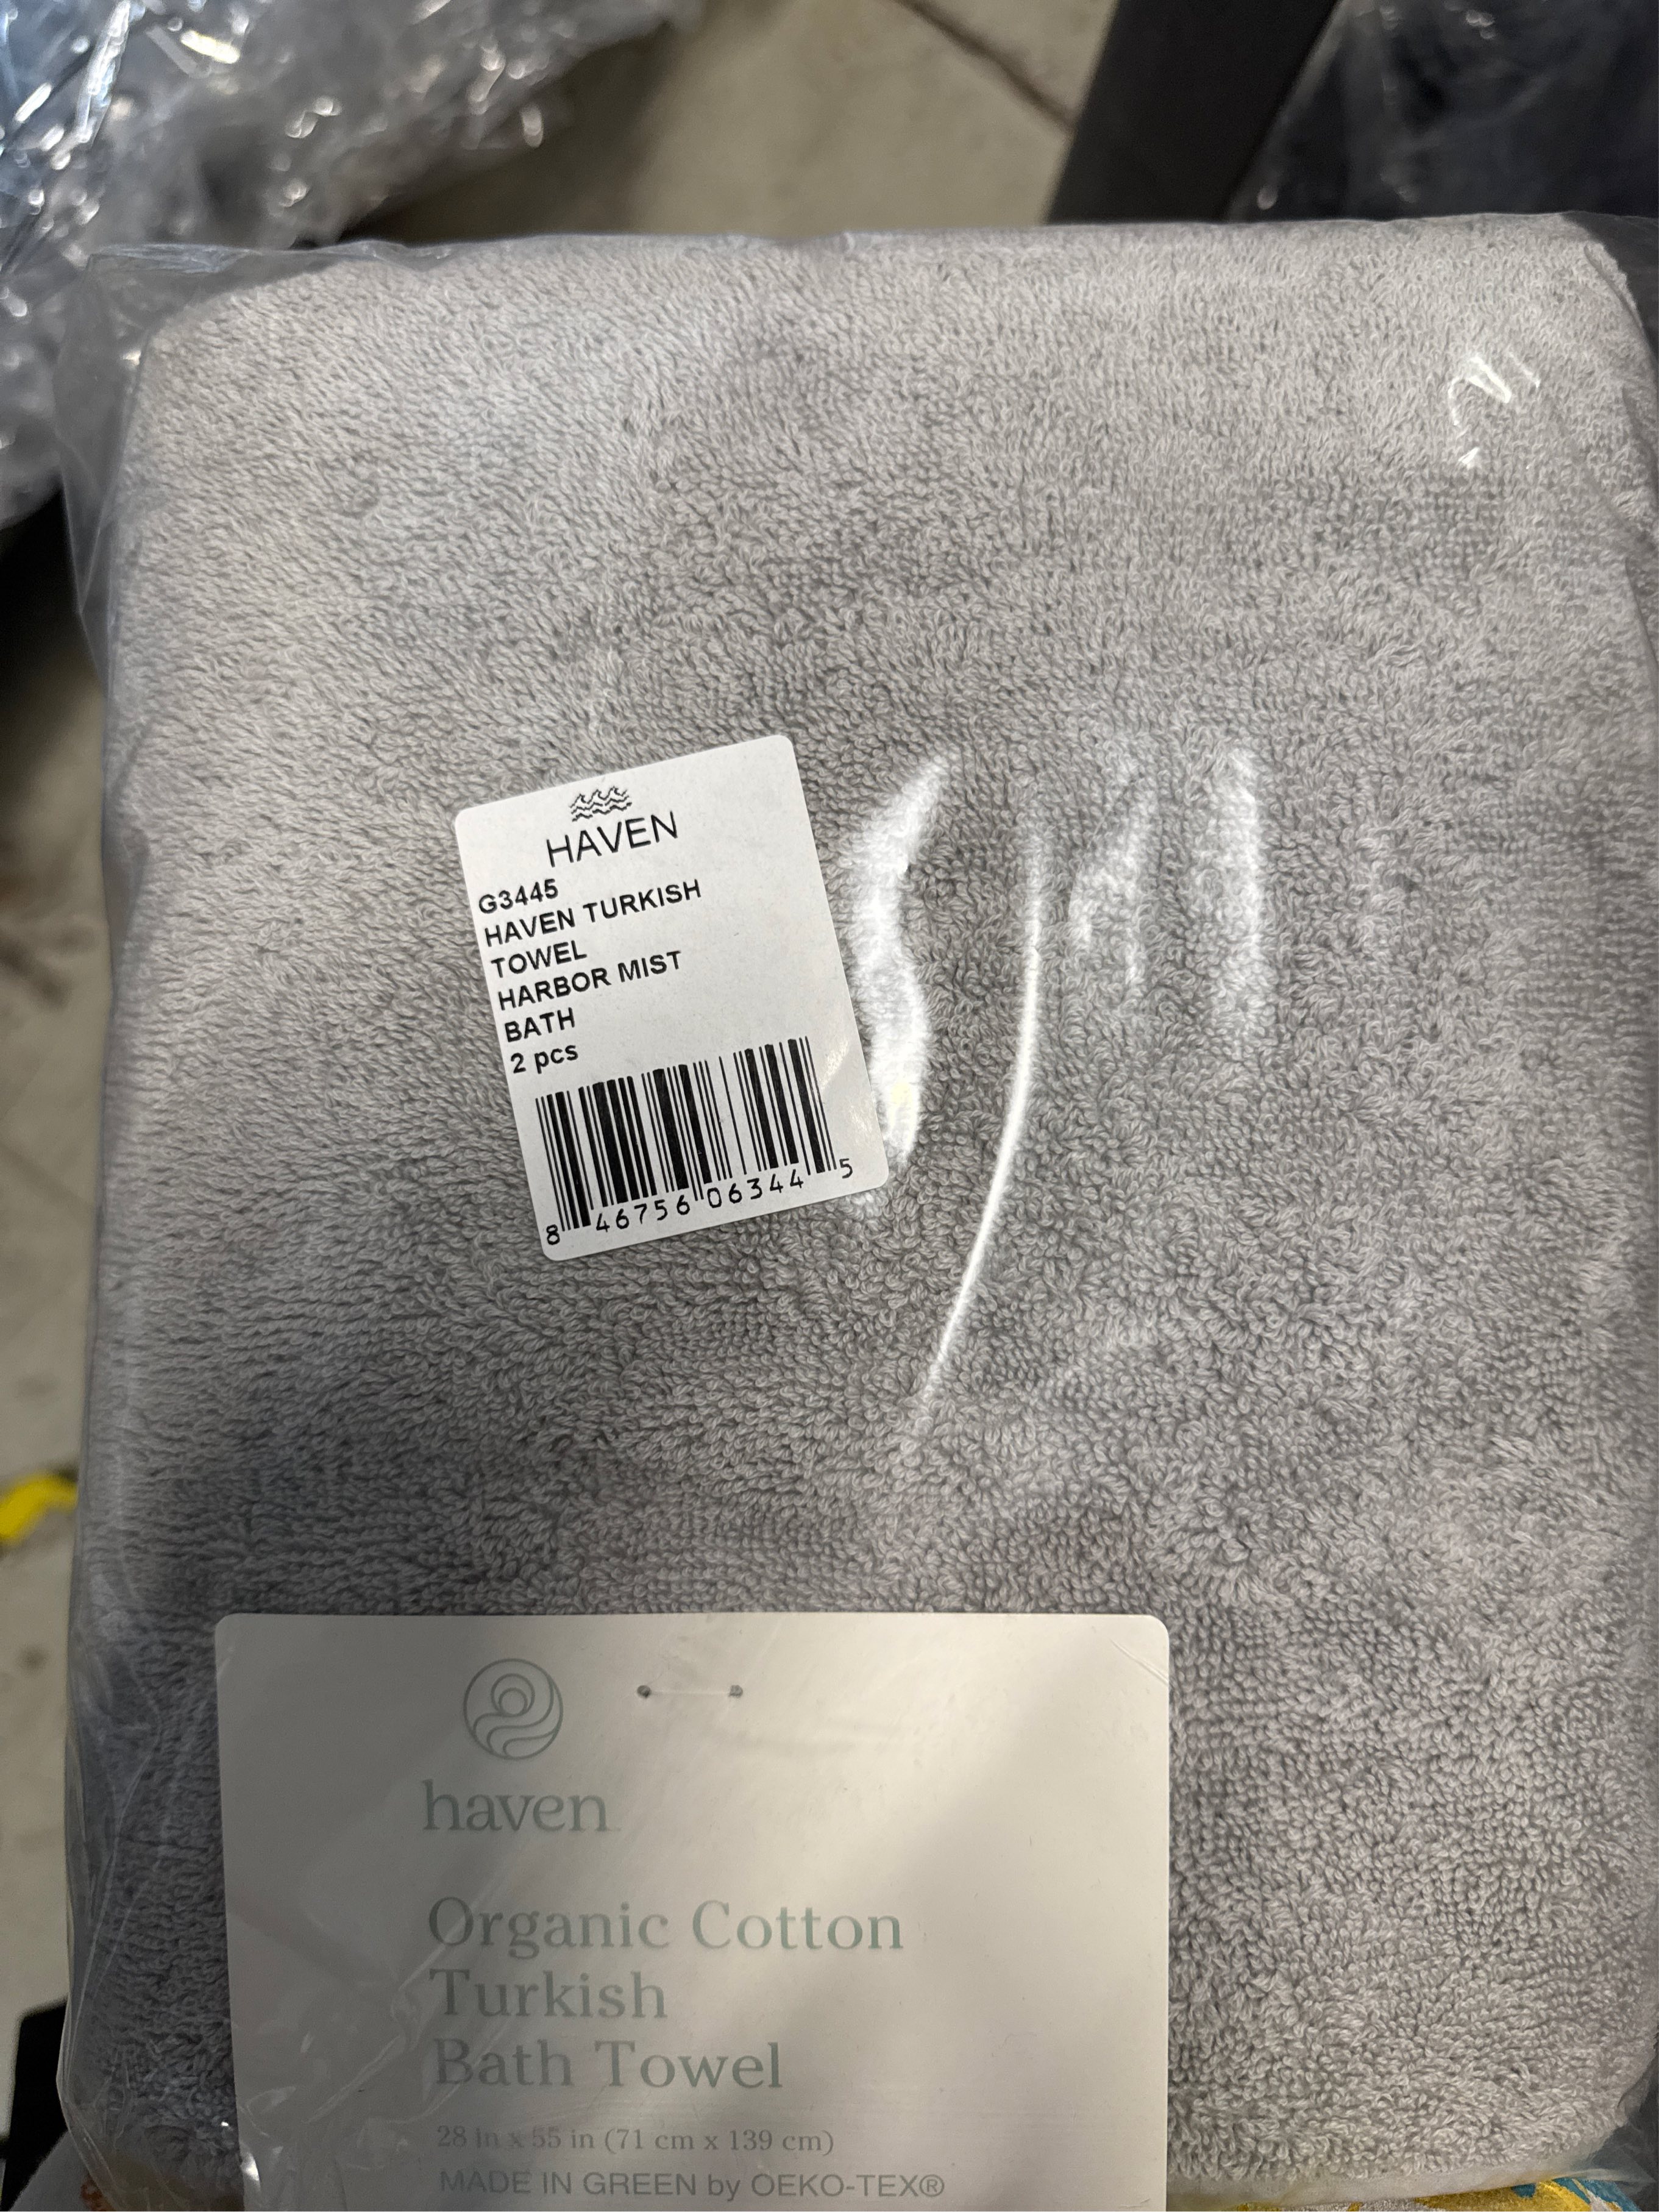 HAVEN
G3445
HAVEN TURKISH
TOWEL
HARBOR MIST
BATH
2 pcs
8 46756 06344 5
haven
Organic Cotton
Turkish
Bath Towel
28 in x 55 in (71 cm x 139 cm)
MADE IN GREEN by OEKO-TEX®